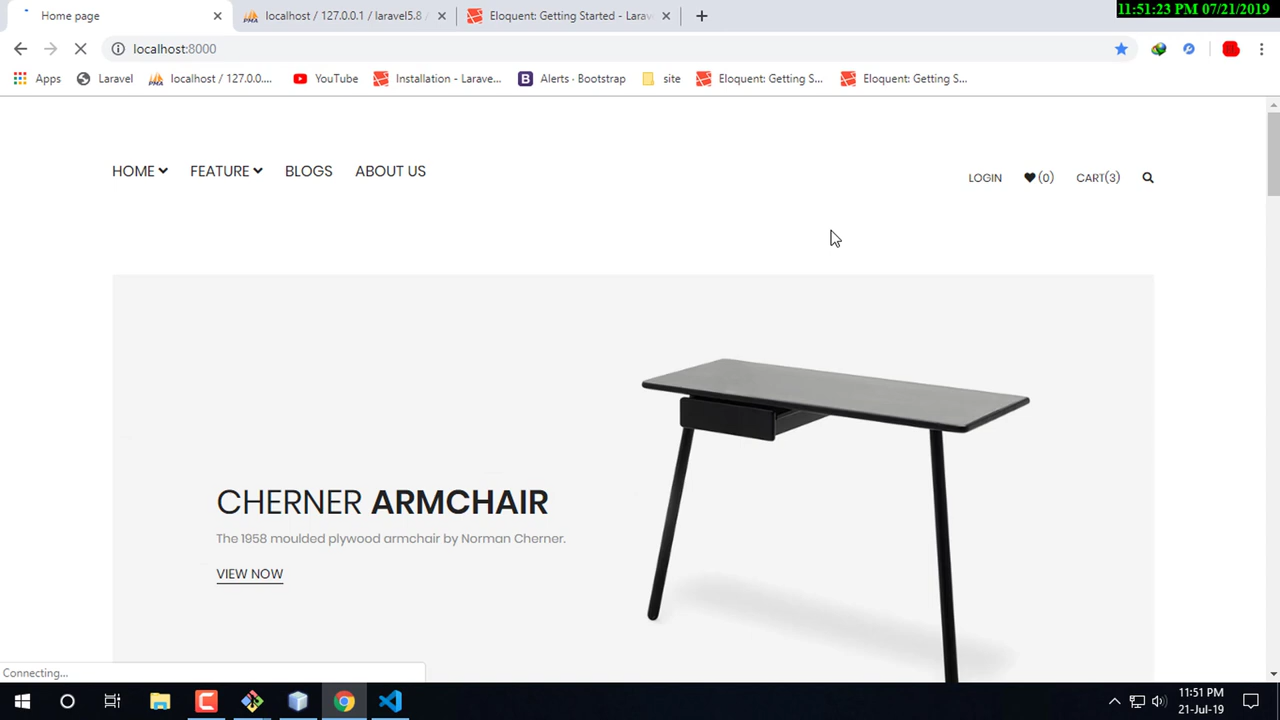 11:51:23 PM 07/21/2019
Home page
localhost / 127.0.0.1 / laravel5.8
Eloquent: Getting Started - Larav
localhost:8000
Apps
Laravel
localhost / 127.0.0....
YouTube
Installation - Larave...
Alerts · Bootstrap
site
Eloquent: Getting S...
Eloquent: Getting S...
HOME
FEATURE
BLOGS
ABOUT US
LOGIN
(0)
CART(3)
CHERNER ARMCHAIR
The 1958 moulded plywood armchair by Norman Cherner.
VIEW NOW
Connecting...
11:51 PM
21-Jul-19